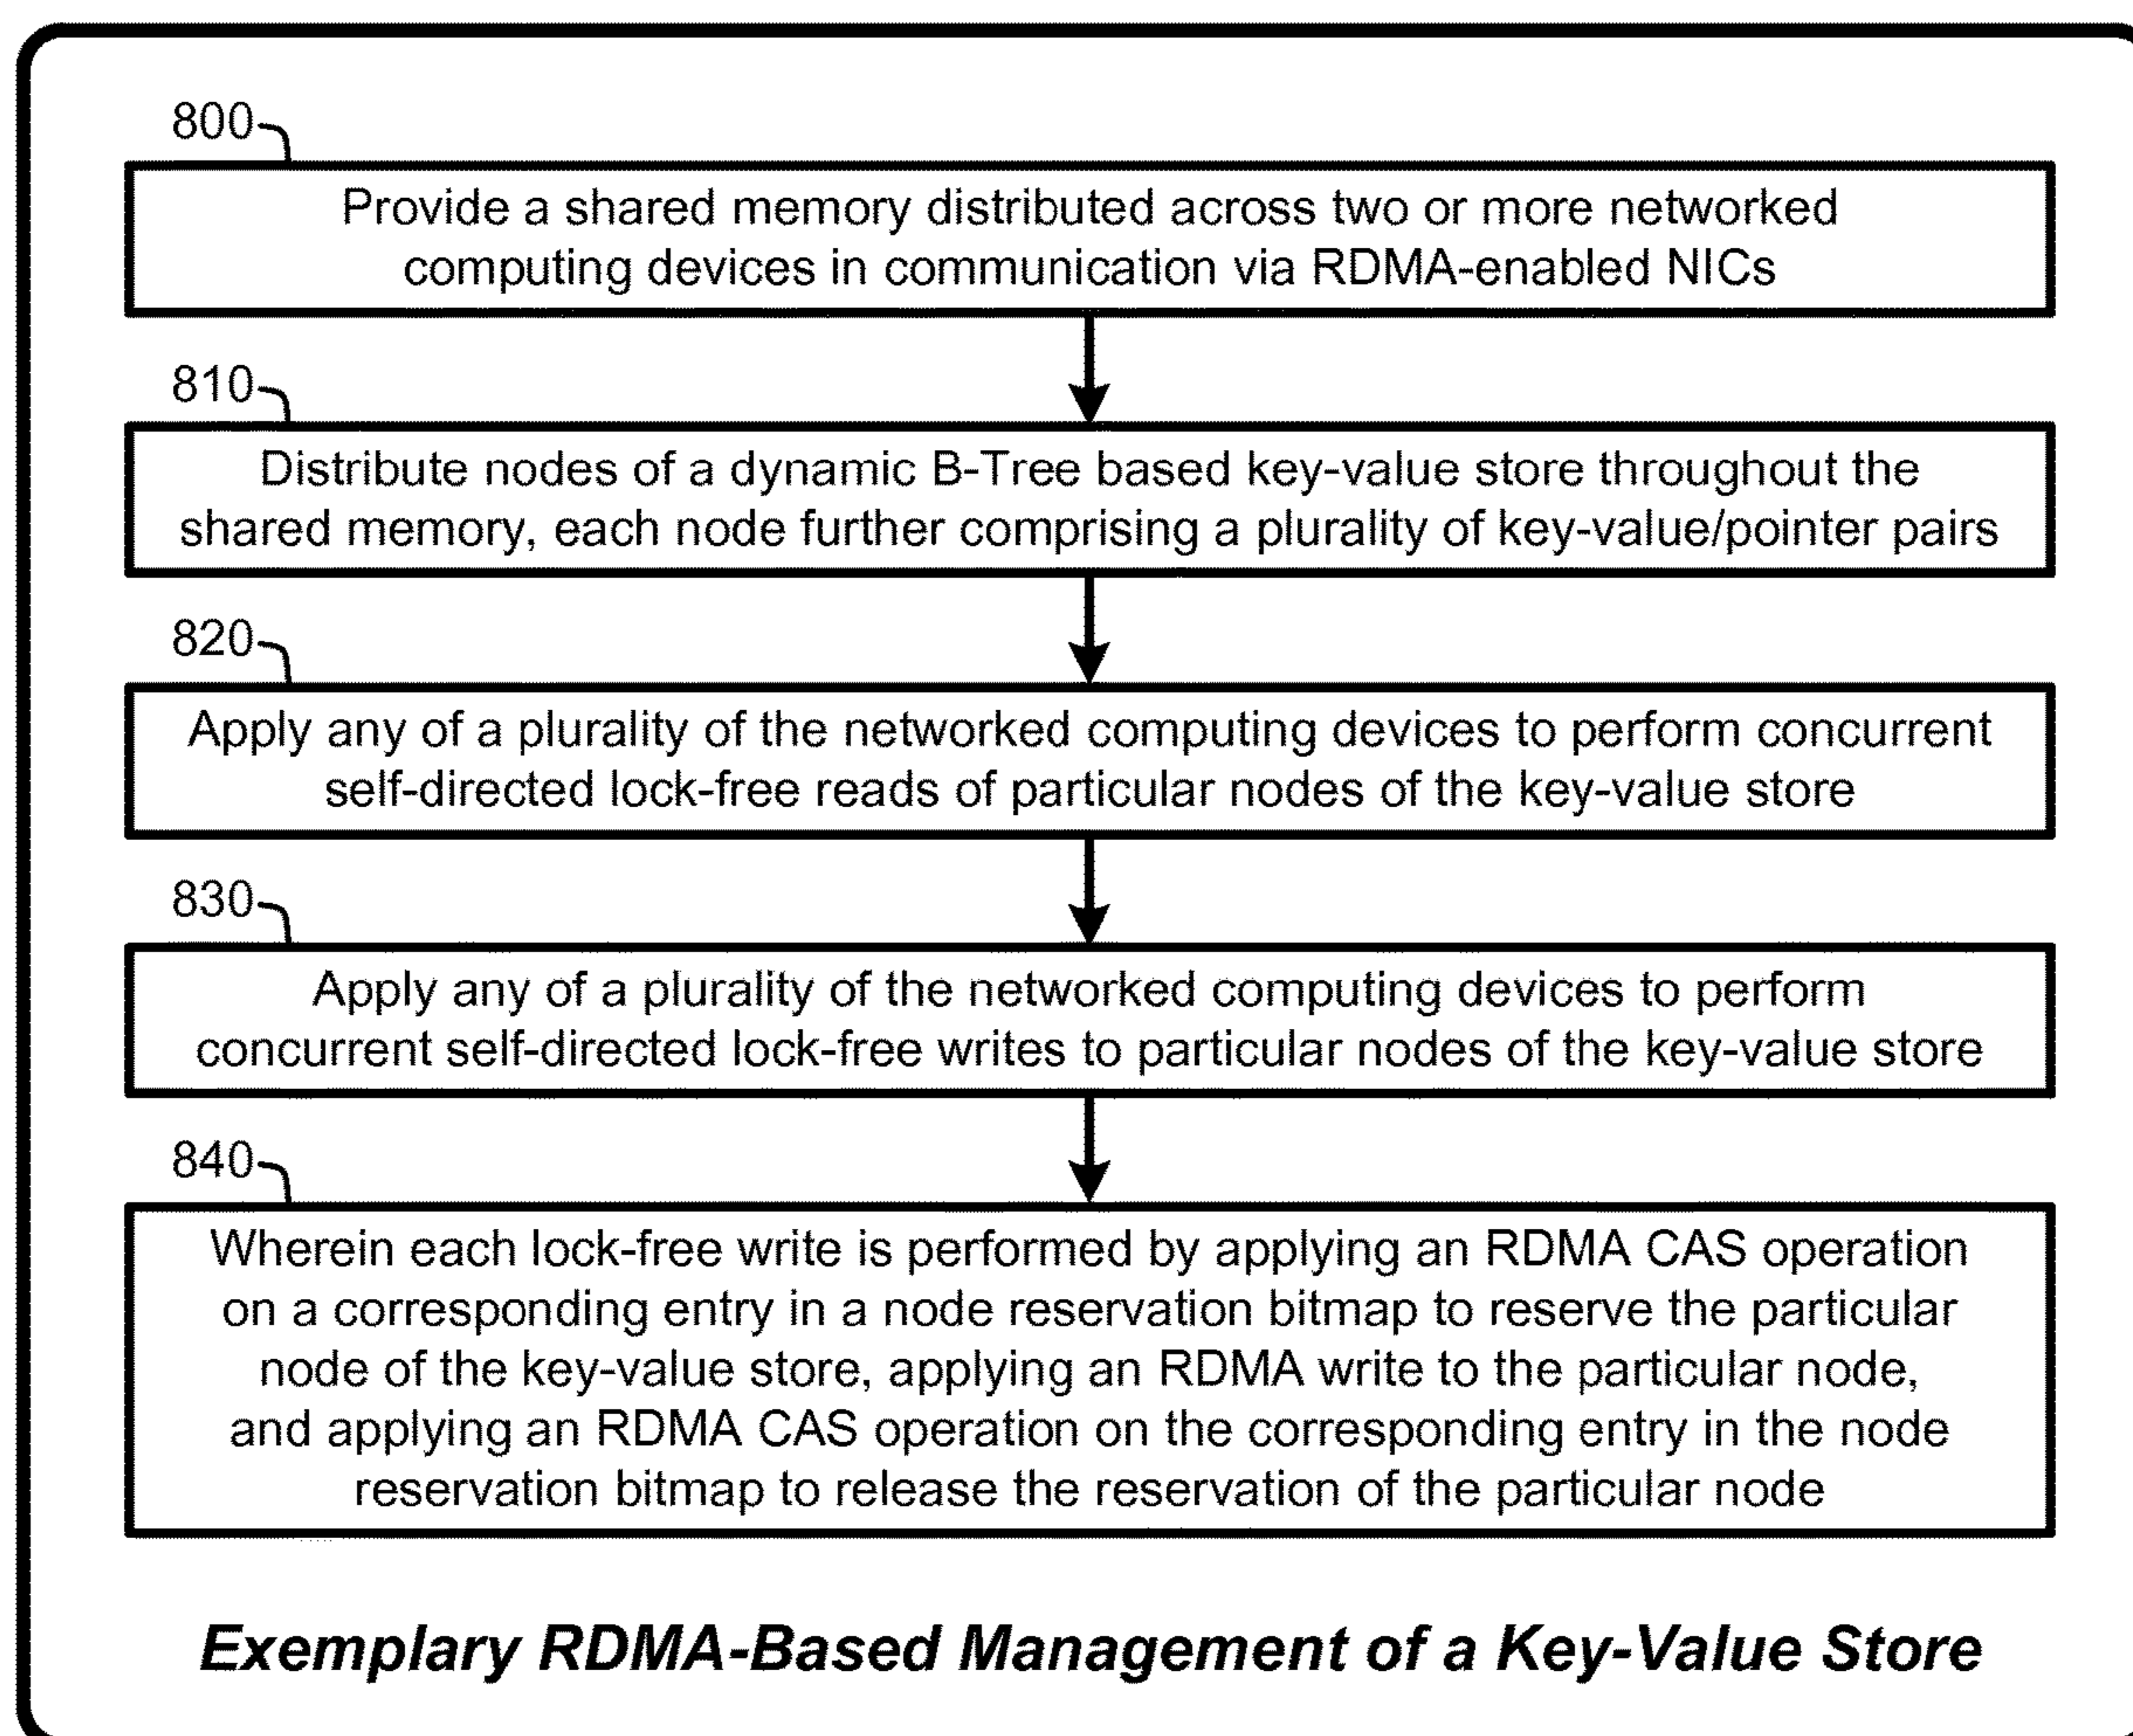 800
Provide a shared memory distributed across two or more networked
computing devices in communication via RDMA-enabled NICs
810
Distribute nodes of a dynamic B-Tree based key-value store throughout the
shared memory, each node further comprising a plurality of key-value/pointer pairs
820
Apply any of a plurality of the networked computing devices to perform concurrent
self-directed lock-free reads of particular nodes of the key-value store
830
Apply any of a plurality of the networked computing devices to perform
concurrent self-directed lock-free writes to particular nodes of the key-value store
840
Wherein each lock-free write is performed by applying an RDMA CAS operation
on a corresponding entry in a node reservation bitmap to reserve the particular
node of the key-value store, applying an RDMA write to the particular node,
and applying an RDMA CAS operation on the corresponding entry in the node
reservation bitmap to release the reservation of the particular node
Exemplary RDMA-Based Management of a Key-Value Store